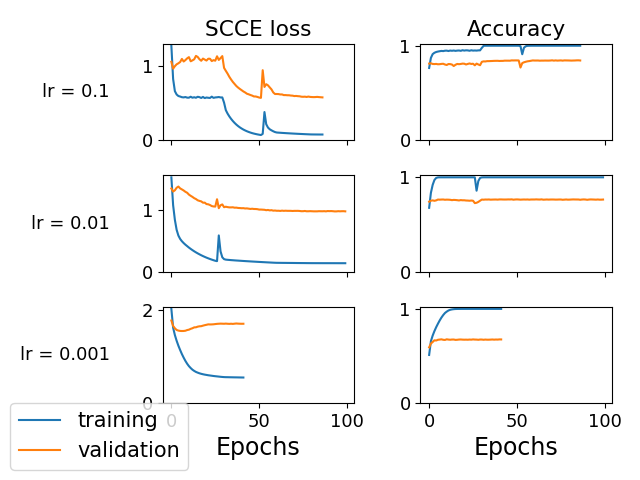 SCCE loss
Accuracy
lr = 0.1
1
0
1
0
lr = 0.01
1
0
1
0
lr = 0.001
2
0
1
0
0 50 100
0 50 100
Epochs
Epochs
training
validation